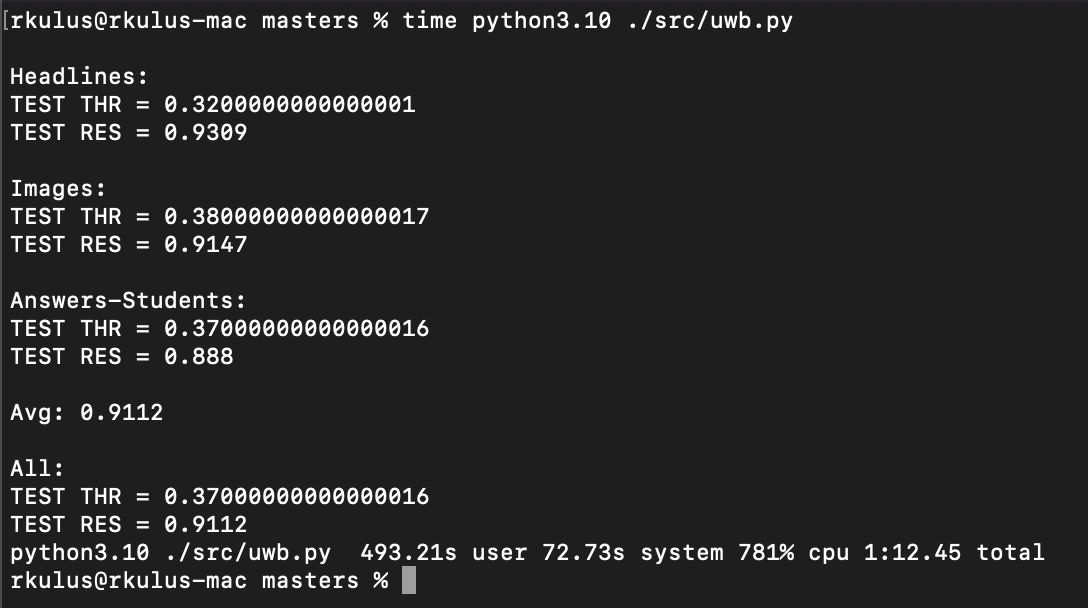 [rkulus@rkulus-mac masters % time python3.10 ./src/uwb.py
Headlines:
TEST THR = 0.3200000000000001
TEST RES = 0.9309
Images:
TEST THR = 0.38000000000000017
TEST RES = 0.9147
Answers-Students:
TEST THR = 0.37000000000000016
TEST RES = 0.888
Avg: 0.9112
All:
TEST THR = 0.37000000000000016
TEST RES = 0.9112
python3.10 ./src/uwb.py  493.21s user 72.73s system 781% cpu 1:12.45 total
rkulus@rkulus-mac masters %